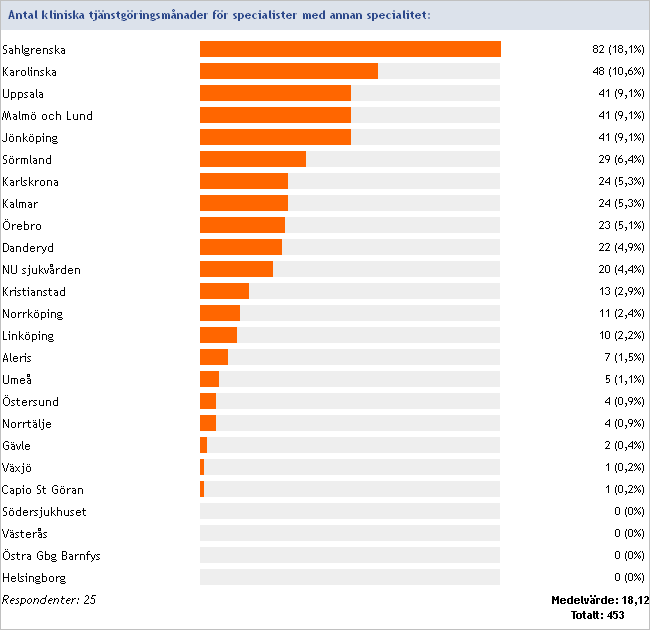 Antal kliniska tjänstgöringsmånader för specialister med annan specialitet:
Sahlgrenska 82 (18,1%)
Karolinska 48 (10,6%)
Uppsala 41 (9,1%)
Malmö och Lund 41 (9,1%)
Jönköping 41 (9,1%)
Sörmland 29 (6,4%)
Karlskrona 24 (5,3%)
Kalmar 24 (5,3%)
Örebro 23 (5,1%)
Danderyd 22 (4,9%)
NU sjukvården 20 (4,4%)
Kristianstad 13 (2,9%)
Norrköping 11 (2,4%)
Linköping 10 (2,2%)
Aleris 7 (1,5%)
Umeå 5 (1,1%)
Östersund 4 (0,9%)
Norrtälje 4 (0,9%)
Gävle 2 (0,4%)
Växjö 1 (0,2%)
Capio St Göran 1 (0,2%)
Södersjukhuset 0 (0%)
Västerås 0 (0%)
Östra Gbg Barnfys 0 (0%)
Helsingborg 0 (0%)
Respondenter: 25 Medelvärde: 18,12
Totalt: 453